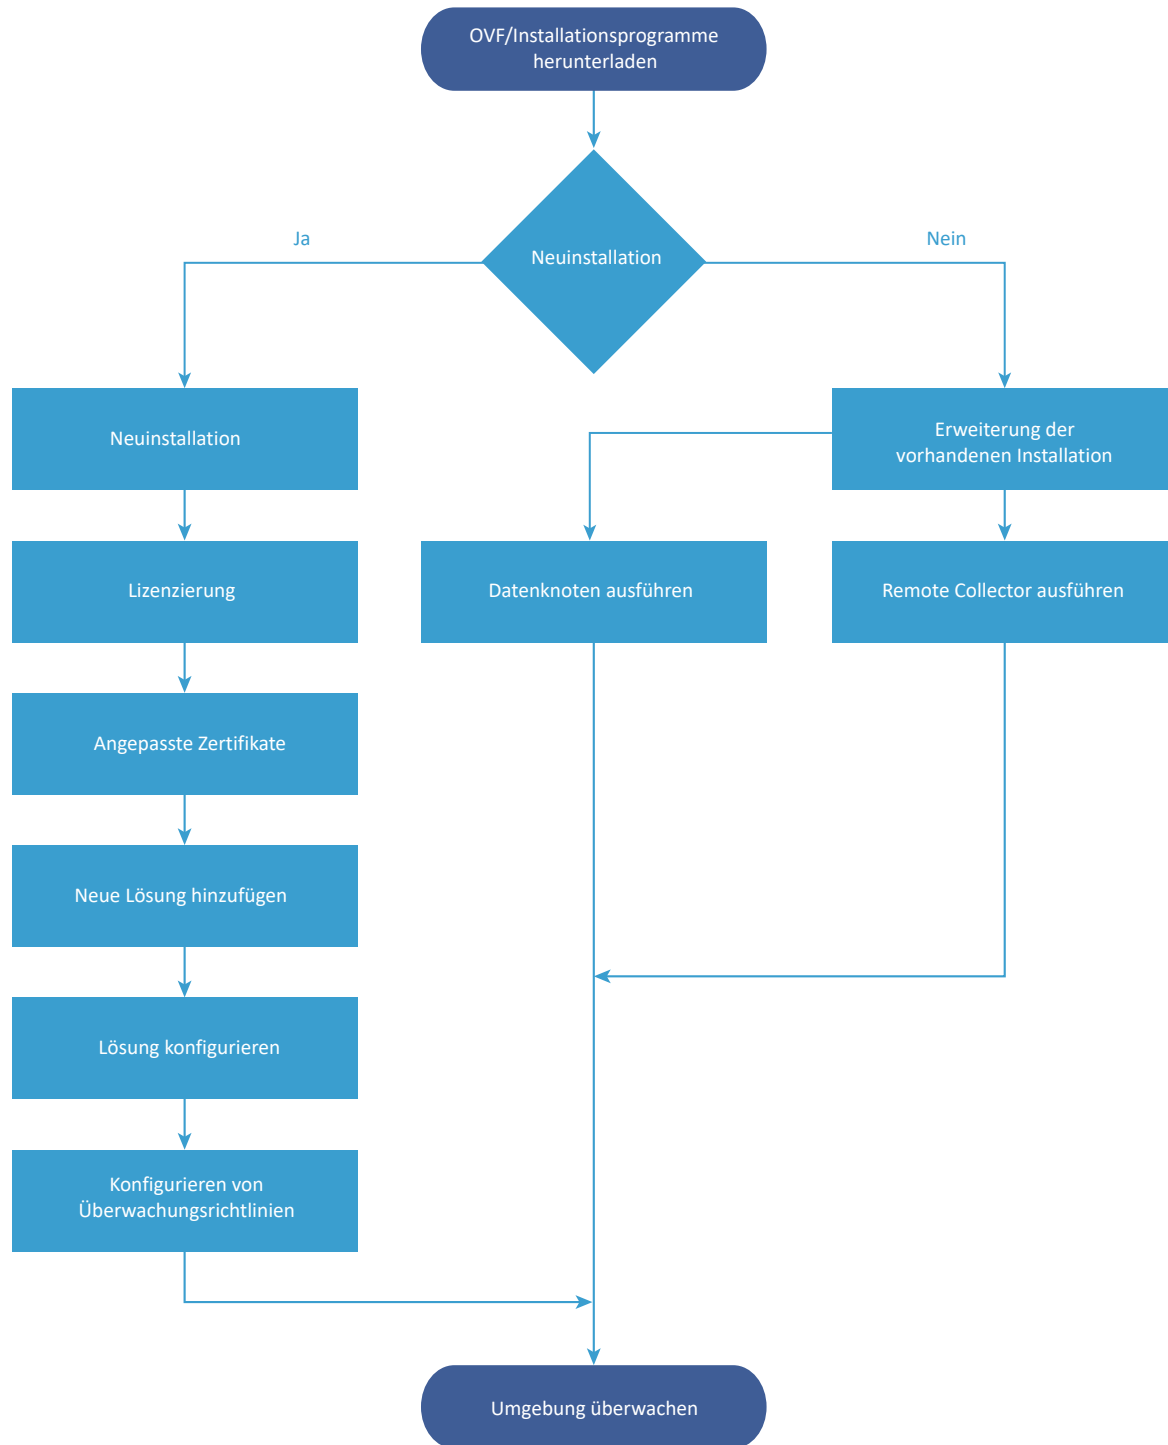 OVF/Installationsprogramme
herunterladen
Neuinstallation
Ja
Nein
Neuinstallation
Erweiterung der
vorhandenen Installation
Lizenzierung
Datenknoten ausführen
Remote Collector ausführen
Angepasste Zertifikate
Neue Lösung hinzufügen
Lösung konfigurieren
Konfigurieren von
Überwachungsrichtlinien
Umgebung überwachen